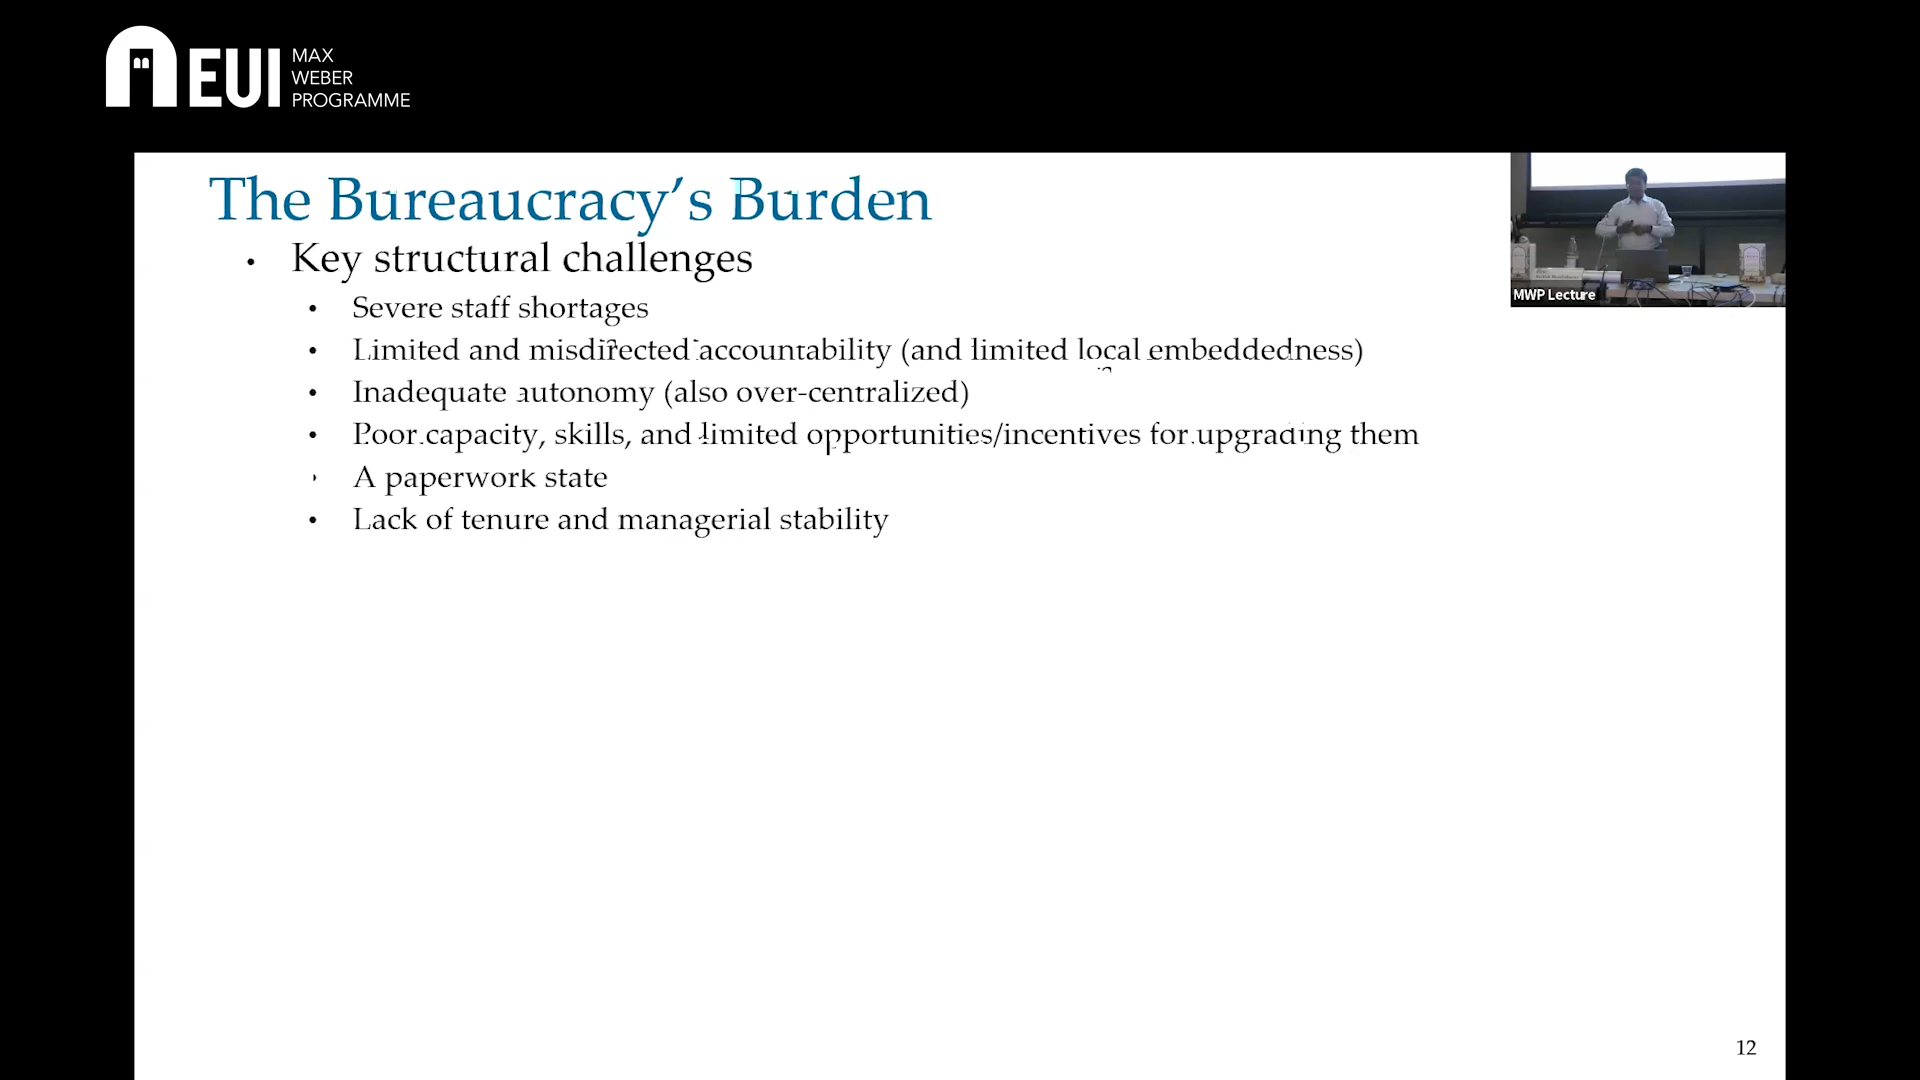 EUI
MAX
WEBER
PROGRAMME
The Bureaucracy’s Burden
• Key structural challenges
• Severe staff shortages
• Limited and misdirected accountability (and limited local embeddedness)
• Inadequate autonomy (also over-centralized)
• Poor capacity, skills, and limited opportunities/incentives for upgrading them
• A paperwork state
• Lack of tenure and managerial stability
MWP Lecture
12